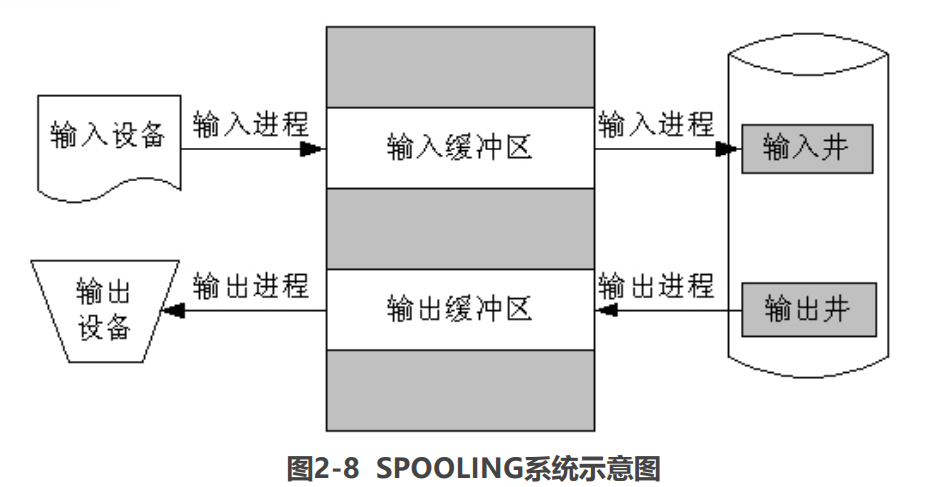 输入设备
输入进程
输入缓冲区
输入进程
输入井
输出
设备
输出进程
输出缓冲区
输出进程
输出井
图2-8 SPOOLING系统示意图